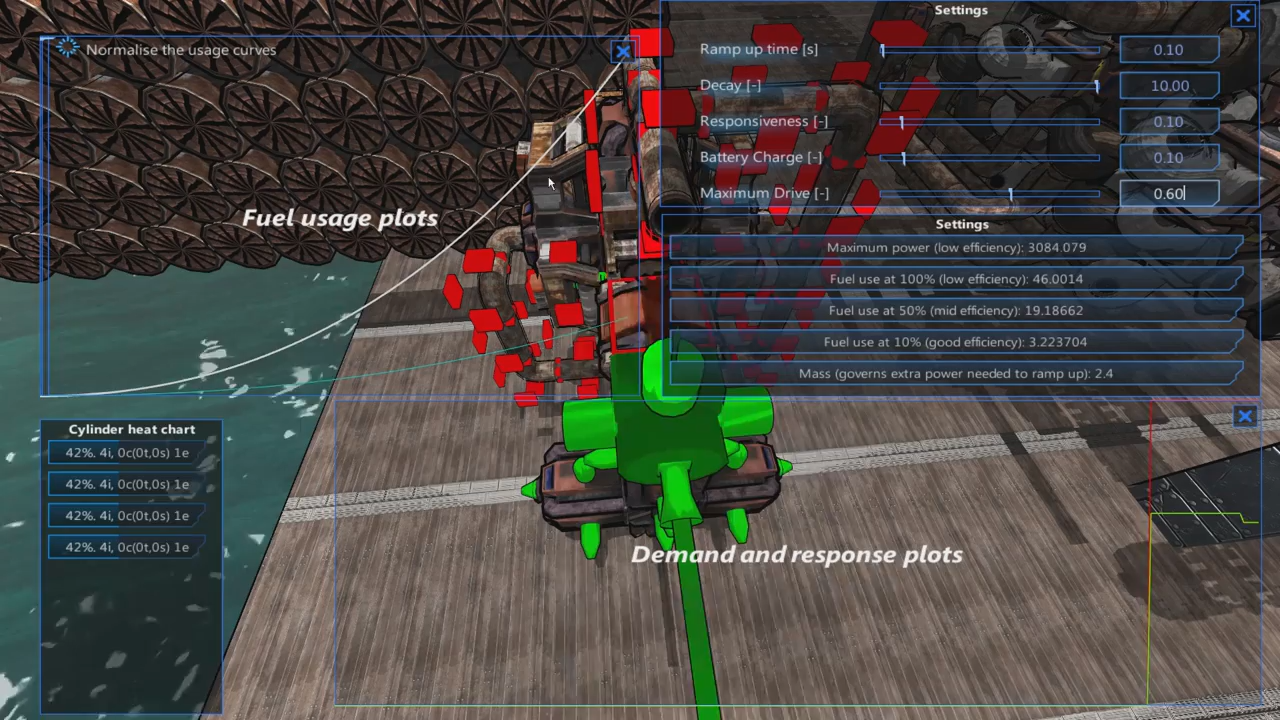 Settings
Normalise the usage curves
Ramp up time [s] 0.10
Decay [-] 10.00
Responsiveness [-] 0.10
Battery Charge [-] 0.10
Maximum Drive [-] 0.60
Fuel usage plots
Settings
Maximum power (low efficiency): 3084.079
Fuel use at 100% (low efficiency): 46.0014
Fuel use at 50% (mid efficiency): 19.18662
Fuel use at 10% (good efficiency): 3.223704
Mass (governs extra power needed to ramp up): 2.4
Cylinder heat chart
42%. 4i, 0c(0t,0s) 1e
42%. 4i, 0c(0t,0s) 1e
42%. 4i, 0c(0t,0s) 1e
42%. 4i, 0c(0t,0s) 1e
Demand and response plots